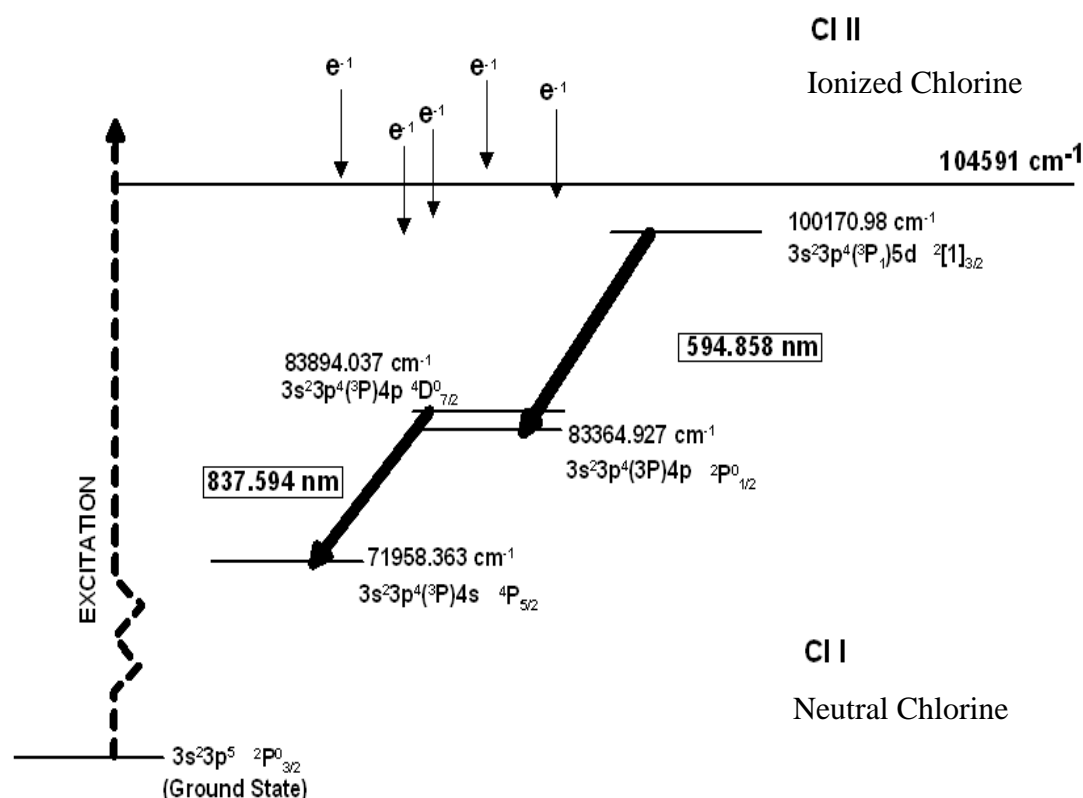 Cl II
Ionized Chlorine
e⁻¹
e⁻¹
e⁻¹
e⁻¹
e⁻¹
104591 cm⁻¹
100170.98 cm⁻¹
3s²3p⁴(³P₁)5d ²[1]₃/₂
594.858 nm
83894.037 cm⁻¹
3s²3p⁴(³P)4p ⁴D⁰₇/₂
83364.927 cm⁻¹
3s²3p⁴(3P)4p ²P⁰₁/₂
837.594 nm
EXCITATION
71958.363 cm⁻¹
3s²3p⁴(³P)4s ⁴P₅/₂
Cl I
Neutral Chlorine
3s²3p⁵ ²P⁰₃/₂
(Ground State)